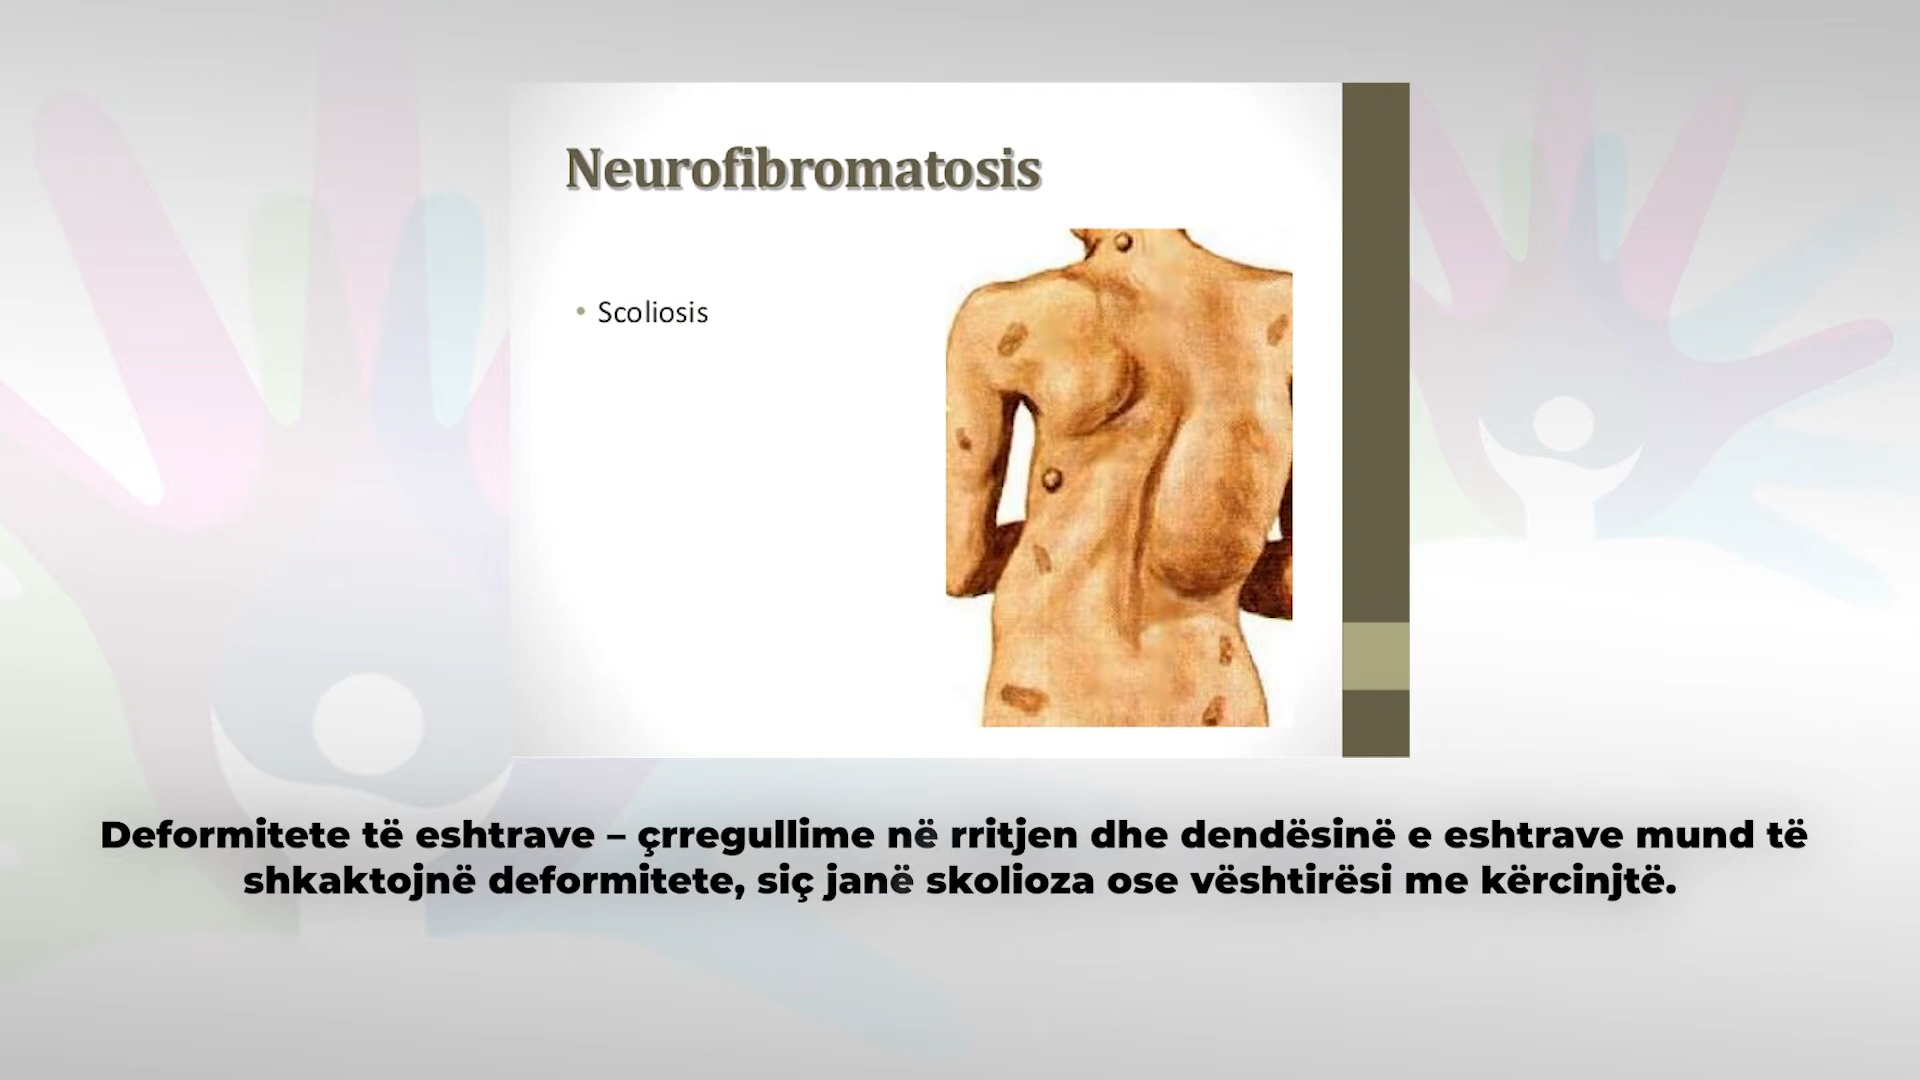 Neurofibromatosis
• Scoliosis
Deformitete të eshtrave – çrregullime në rritjen dhe dendësinë e eshtrave mund të
shkaktojnë deformitete, siç janë skolioza ose vështirësi me kërcinjtë.